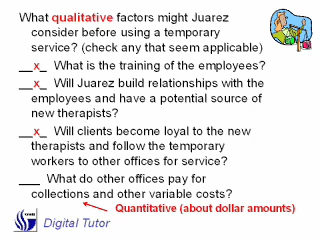 What qualitative factors might Juarez
consider before using a temporary
service? (check any that seem applicable)
__x_ What is the training of the employees?
__x_ Will Juarez build relationships with the
employees and have a potential source of
new therapists?
__x_ Will clients become loyal to the new
therapists and follow the temporary
workers to other offices for service?
___ What do other offices pay for
collections and other variable costs?
Quantitative (about dollar amounts)
Digital Tutor